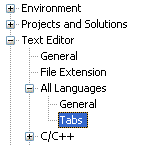 Environment
Projects and Solutions
Text Editor
General
File Extension
All Languages
General
Tabs
C/C++